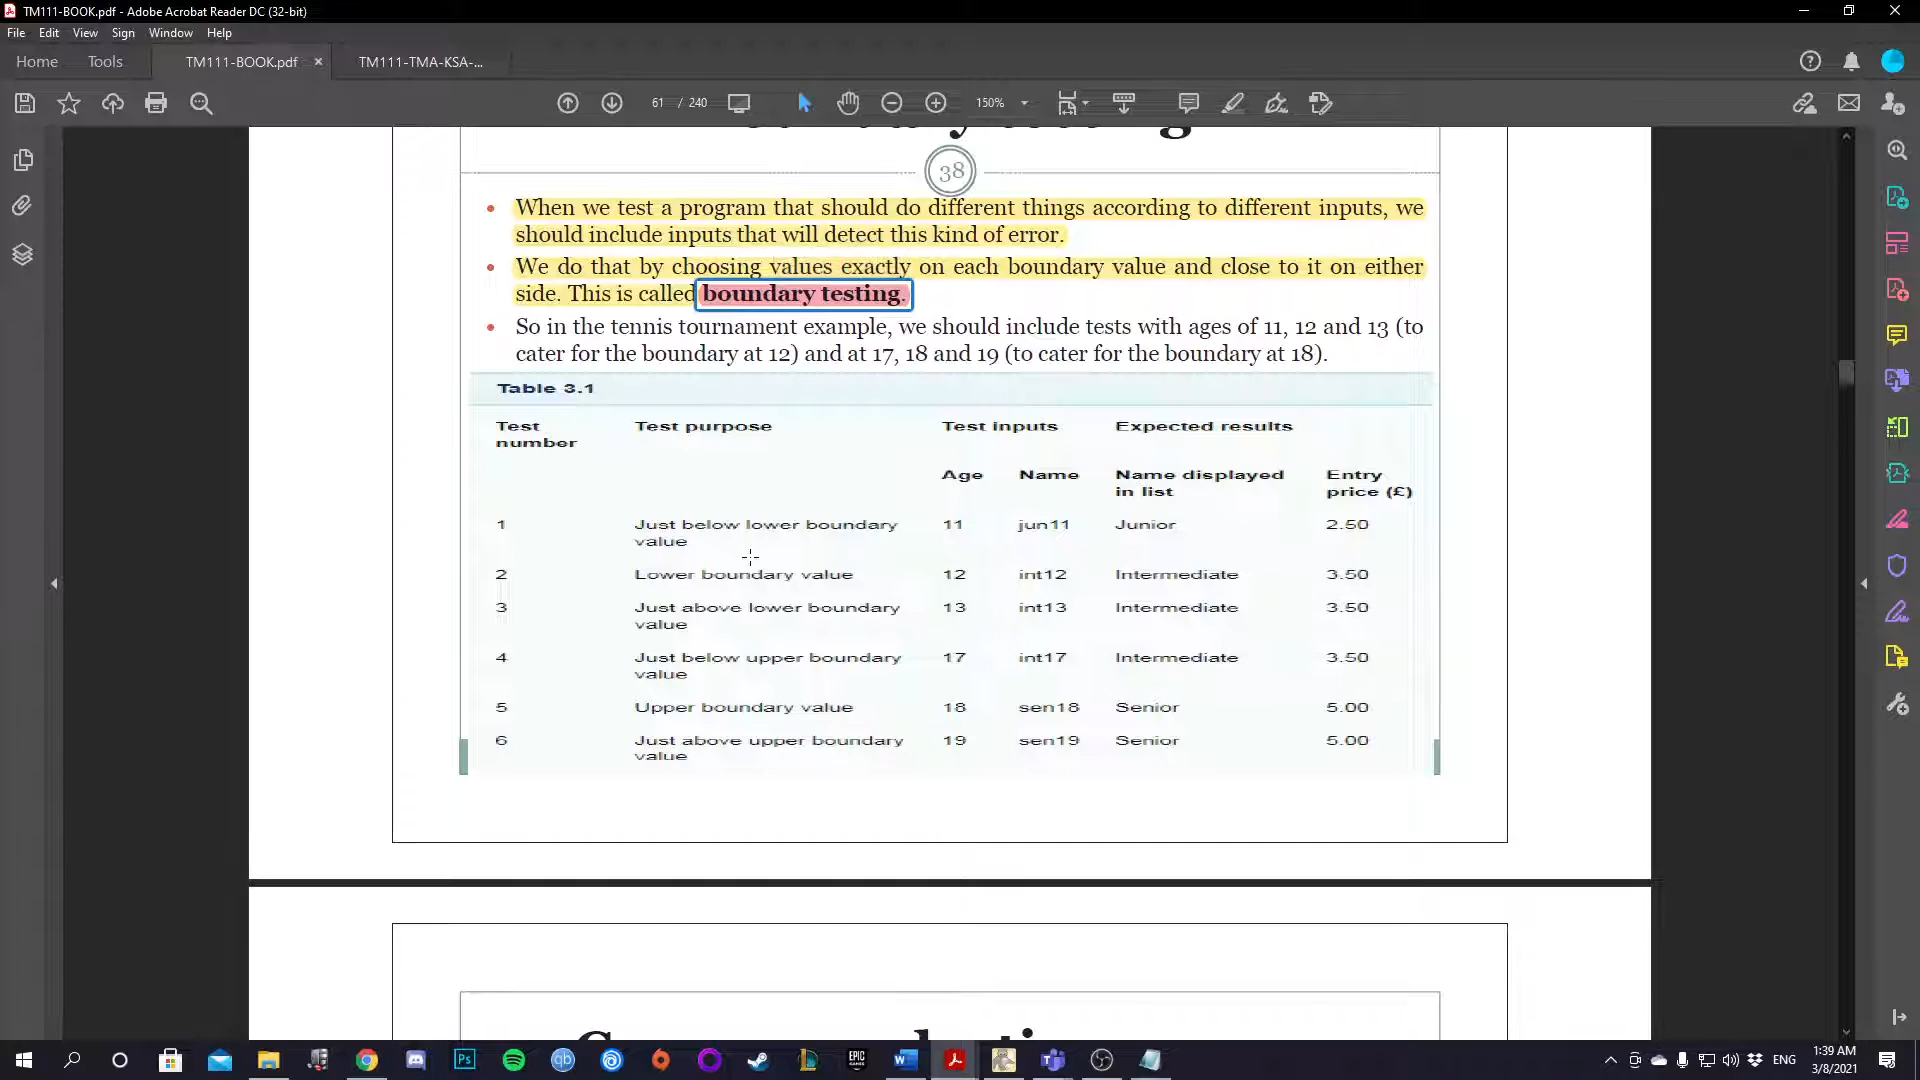 TM111-BOOK.pdf - Adobe Acrobat Reader DC (32-bit)
File Edit View Sign Window Help
Home Tools TM111-BOOK.pdf × TM111-TMA-KSA-...
61 / 240 150%
38
• When we test a program that should do different things according to different inputs, we
should include inputs that will detect this kind of error.
• We do that by choosing values exactly on each boundary value and close to it on either
side. This is called boundary testing.
• So in the tennis tournament example, we should include tests with ages of 11, 12 and 13 (to
cater for the boundary at 12) and at 17, 18 and 19 (to cater for the boundary at 18).
Table 3.1
Test number Test purpose Test inputs Expected results
Age Name Name displayed in list Entry price (£)
1 Just below lower boundary value 11 jun11 Junior 2.50
2 Lower boundary value 12 int12 Intermediate 3.50
3 Just above lower boundary value 13 int13 Intermediate 3.50
4 Just below upper boundary value 17 int17 Intermediate 3.50
5 Upper boundary value 18 sen18 Senior 5.00
6 Just above upper boundary value 19 sen19 Senior 5.00
Ps qb EPIC GAMES W ENG 1:39 AM
3/8/2021